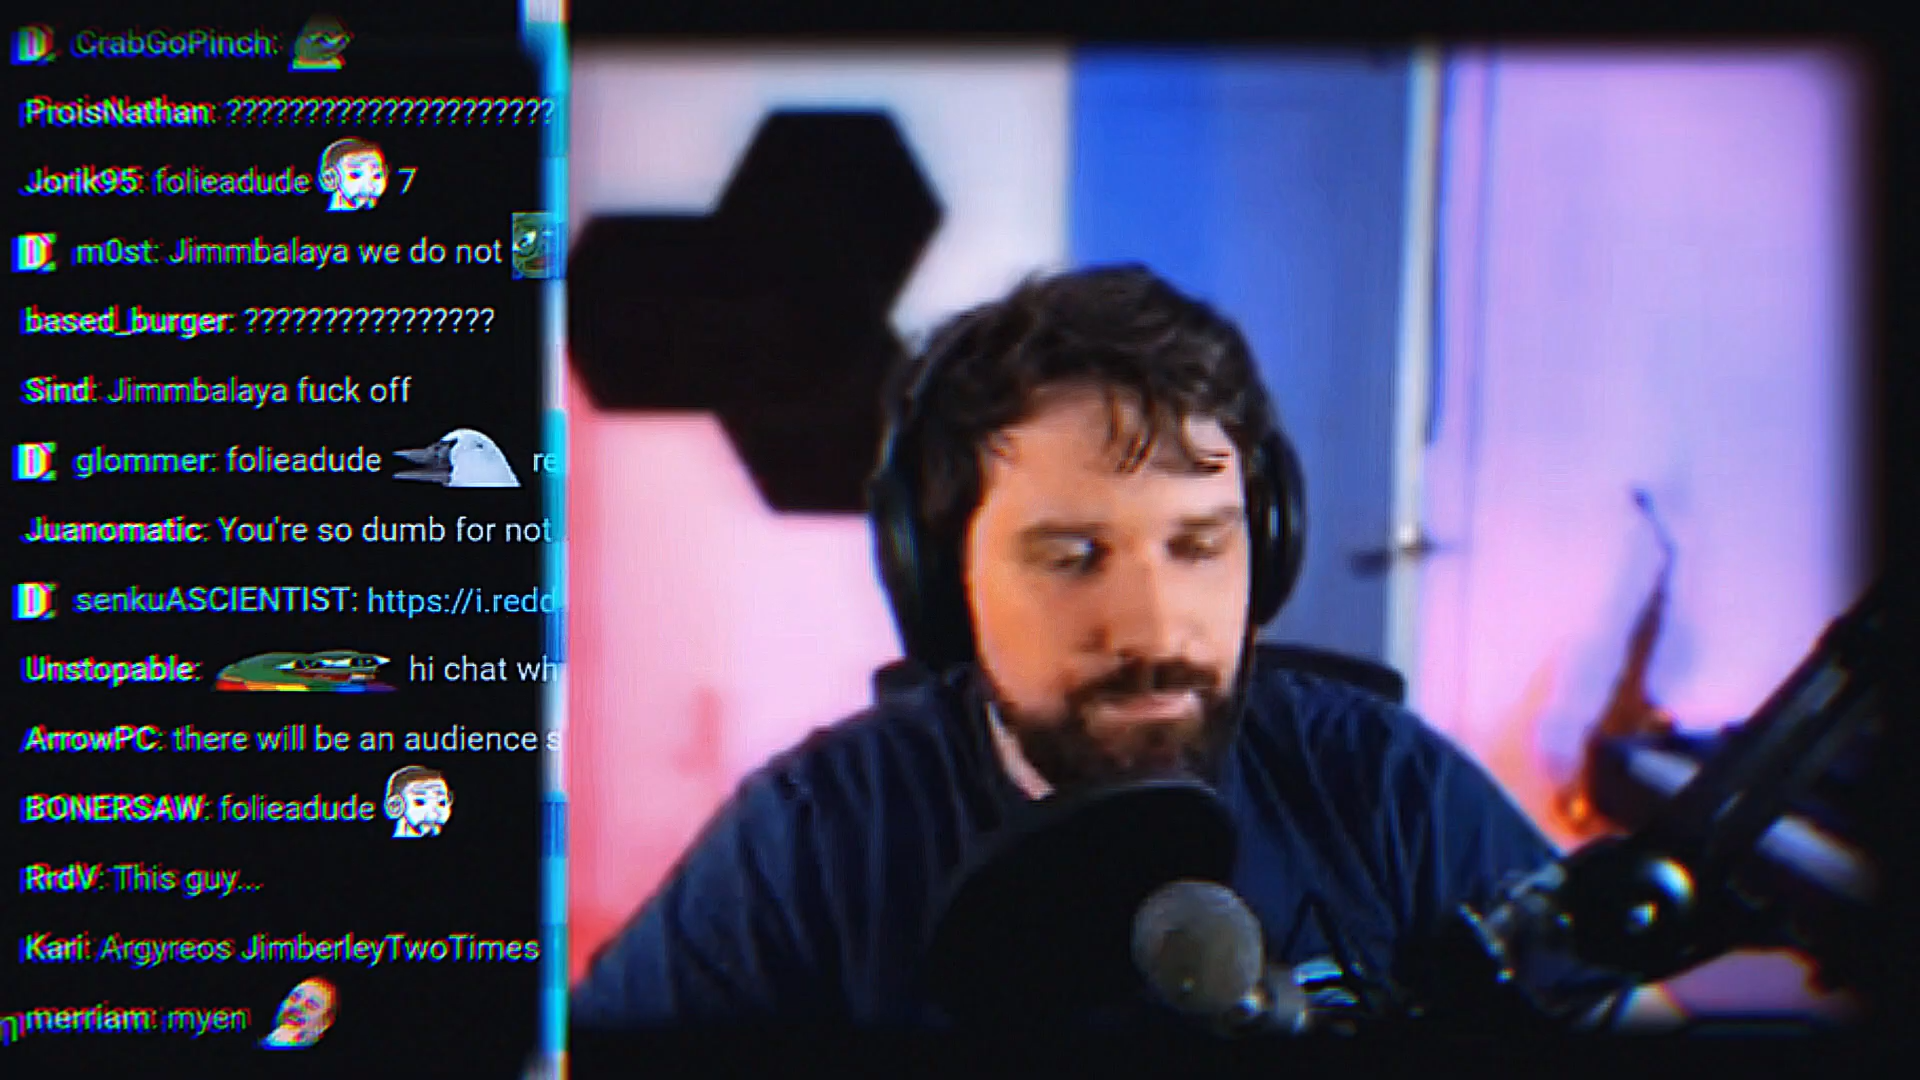 CrabGoPinch:
ProisNathan: ?????????????????????
Jorik95: folieadude 7
m0st: Jimmbalaya we do not
based_burger: ????????????????
Sind: Jimmbalaya fuck off
glommer: folieadude re
Juanomatic: You're so dumb for not
senkuASCIENTIST: https://i.redd
Unstopable: hi chat wh
ArrowPC: there will be an audience s
BONERSAW: folieadude
RrdV: This guy...
Kari: Argyreos JimberleyTwoTimes
merriam: myen